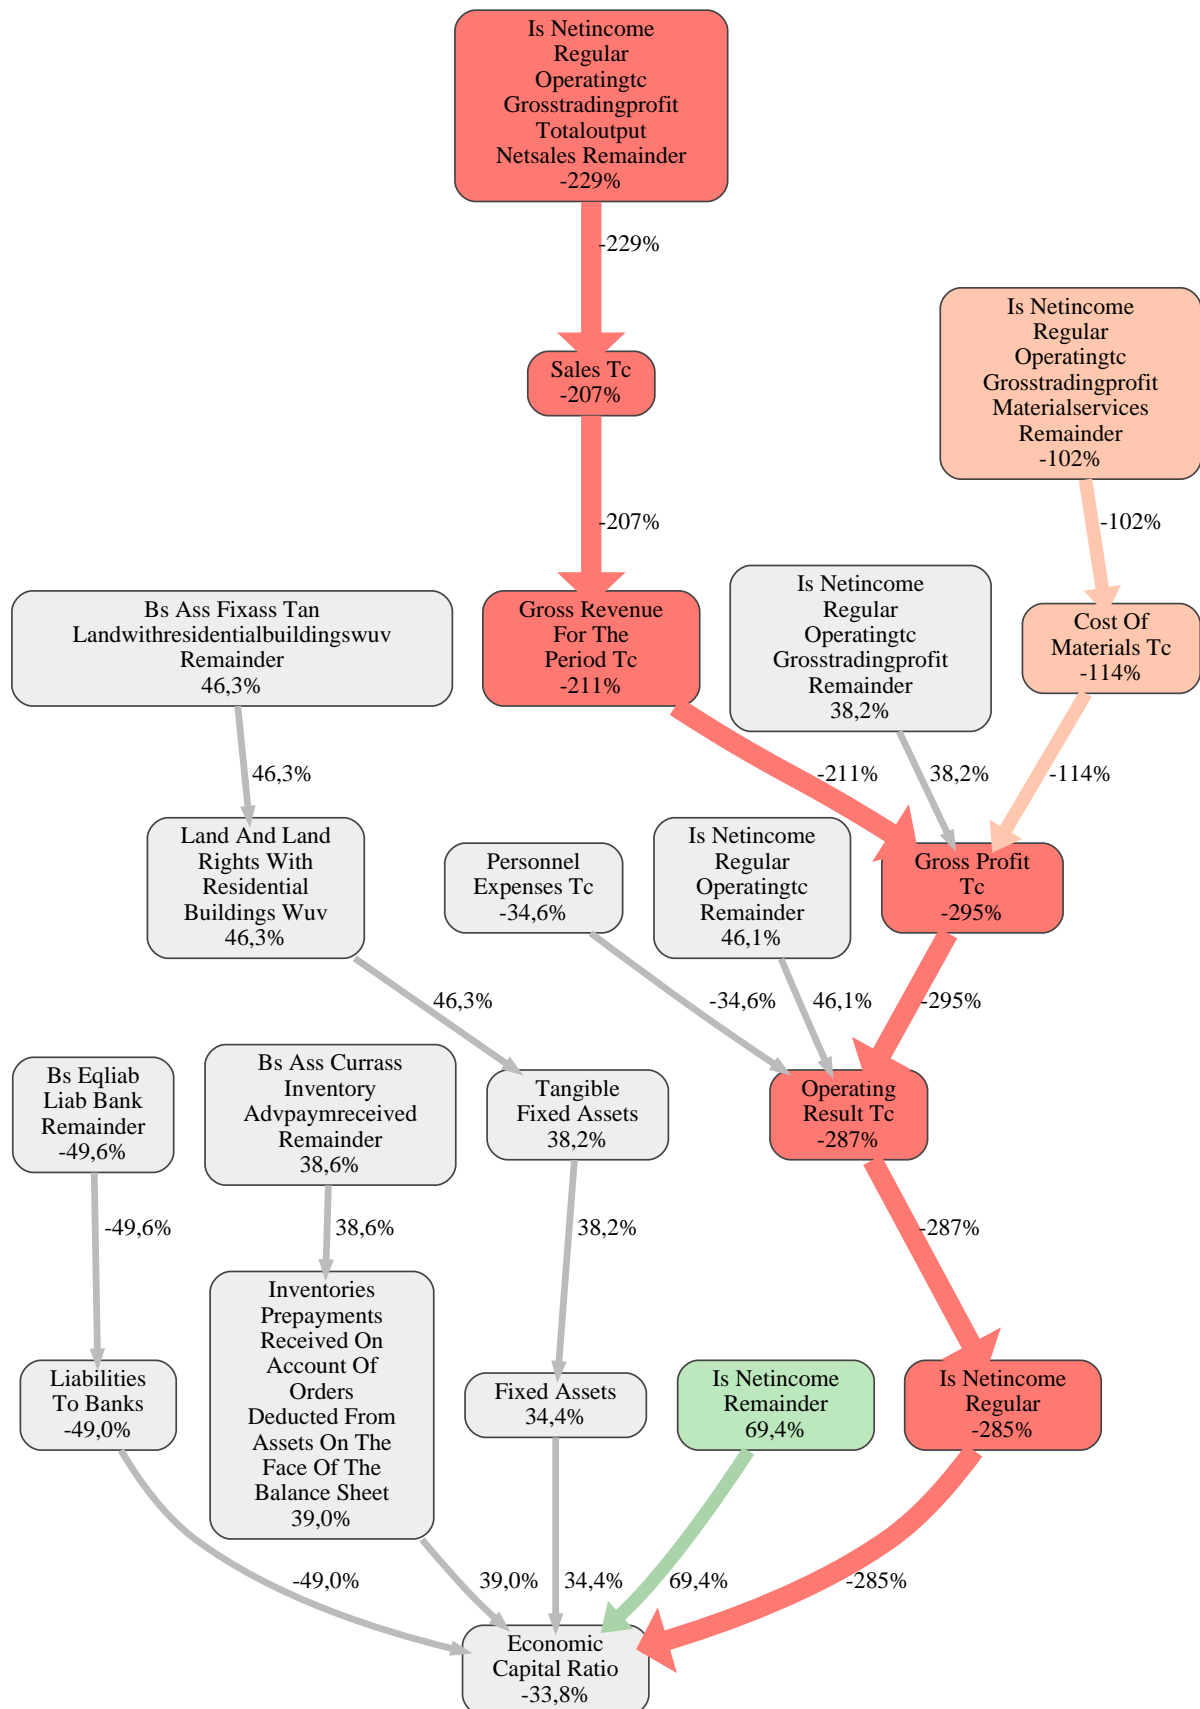 Is Netincome
Regular
Operatingtc
Grosstradingprofit
Totaloutput
Netsales Remainder
-229%
-229%
Is Netincome
Regular
Operatingtc
Grosstradingprofit
Materialservices
Remainder
-102%
Sales Tc
-207%
-207%
-102%
Bs Ass Fixass Tan
Landwithresidentialbuildingswuv
Remainder
46,3%
Gross Revenue
For The
Period Tc
-211%
Is Netincome
Regular
Operatingtc
Grosstradingprofit
Remainder
38,2%
Cost Of
Materials Tc
-114%
46,3%
-211%
38,2%
-114%
Land And Land
Rights With
Residential
Buildings Wuv
46,3%
Personnel
Expenses Tc
-34,6%
Is Netincome
Regular
Operatingtc
Remainder
46,1%
Gross Profit
Tc
-295%
46,3%
-34,6%
46,1%
-295%
Bs Eqliab
Liab Bank
Remainder
-49,6%
Bs Ass Currass
Inventory
Advpaymreceived
Remainder
38,6%
Tangible
Fixed Assets
38,2%
Operating
Result Tc
-287%
-49,6%
38,6%
38,2%
-287%
Liabilities
To Banks
-49,0%
Inventories
Prepayments
Received On
Account Of
Orders
Deducted From
Assets On The
Face Of The
Balance Sheet
39,0%
Fixed Assets
34,4%
Is Netincome
Remainder
69,4%
Is Netincome
Regular
-285%
-49,0%
39,0%
34,4%
69,4%
-285%
Economic
Capital Ratio
-33,8%